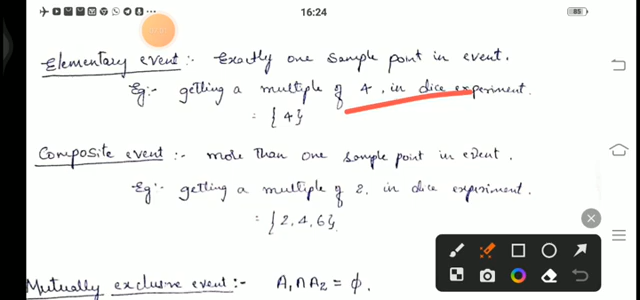 16:24
85
Elementary event :- Exactly one sample point in event.
Eg:- getting a multiple of 4, in dice experiment.
= {4}
Composite event :- more than one sample point in event.
Eg:- getting a multiple of 2, in dice experiment.
= {2,4,6}.
Mutually exclusive event :- A₁∩A₂ = ϕ.